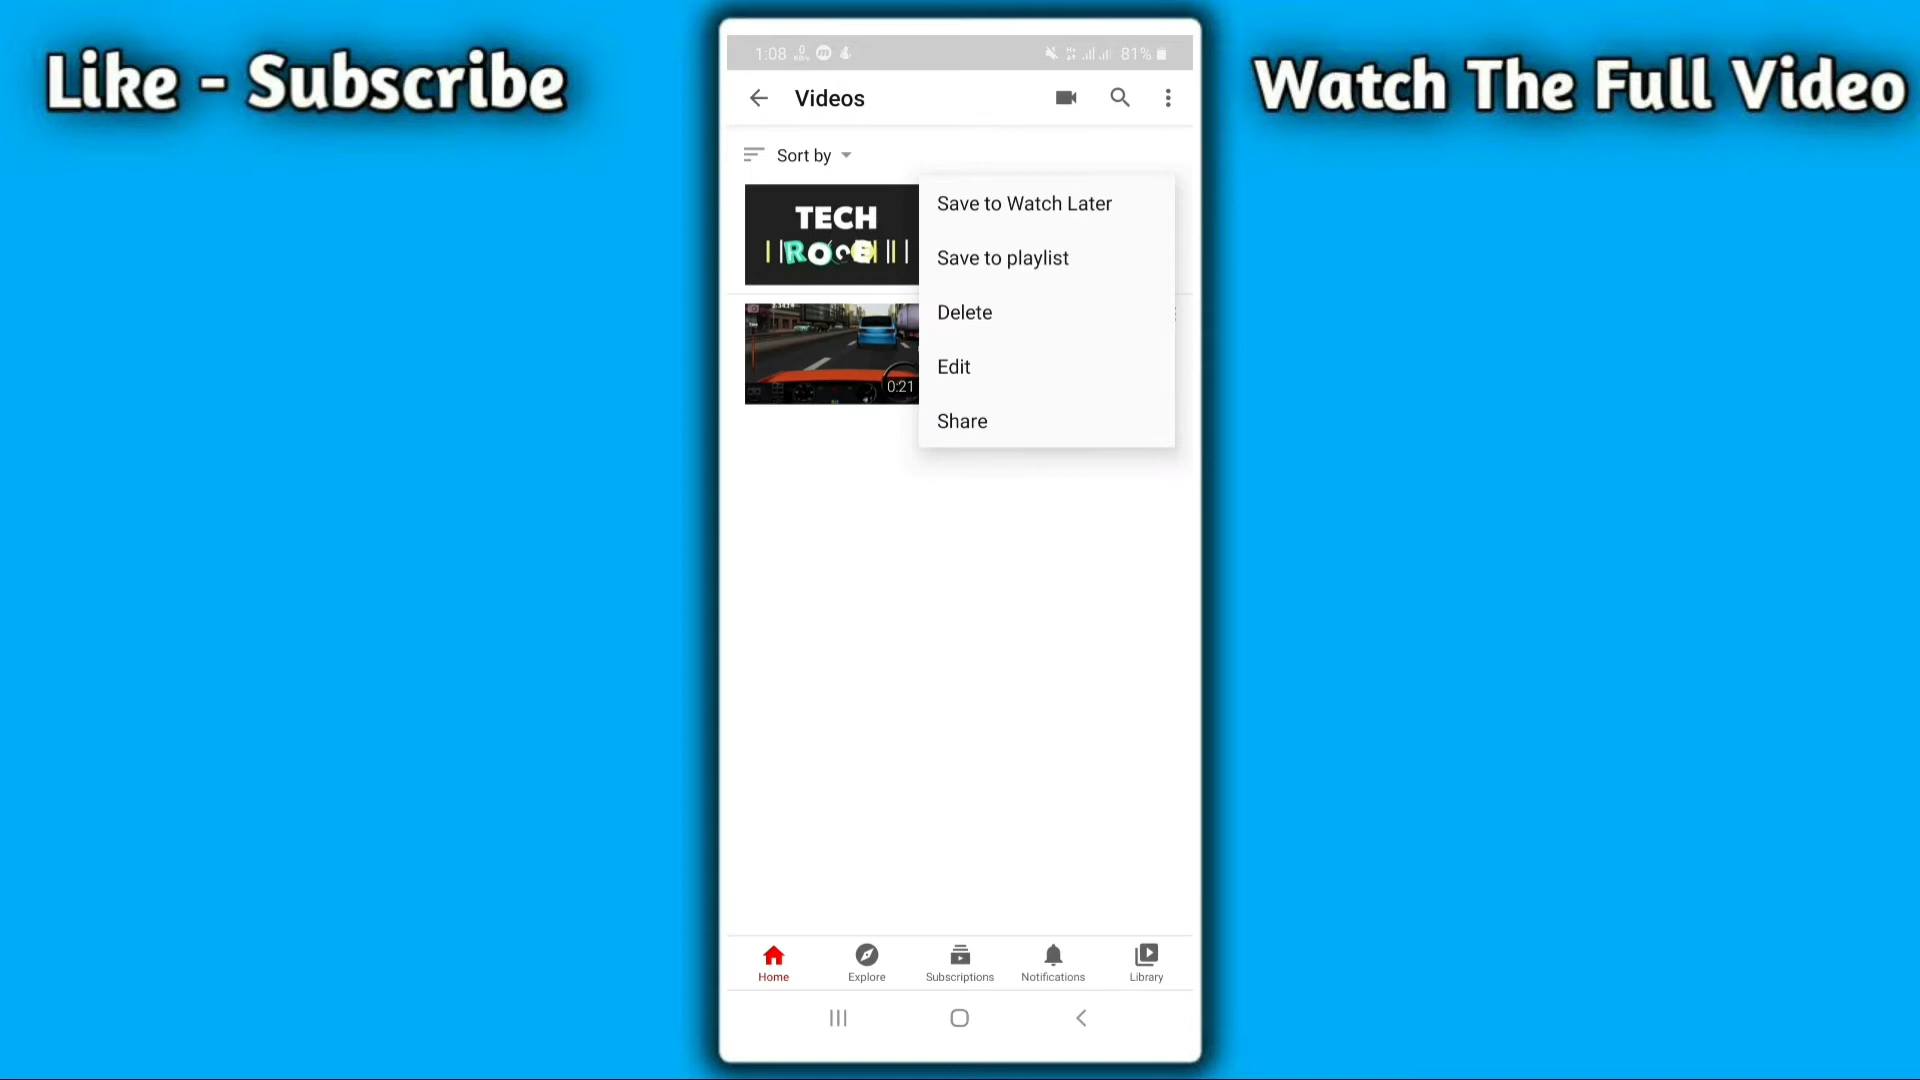 Like - Subscribe
Watch The Full Video
1:08
81%
Videos
Sort by
TECH
Save to Watch Later
Save to playlist
Delete
Edit
Share
0:21
Home
Explore
Subscriptions
Notifications
Library